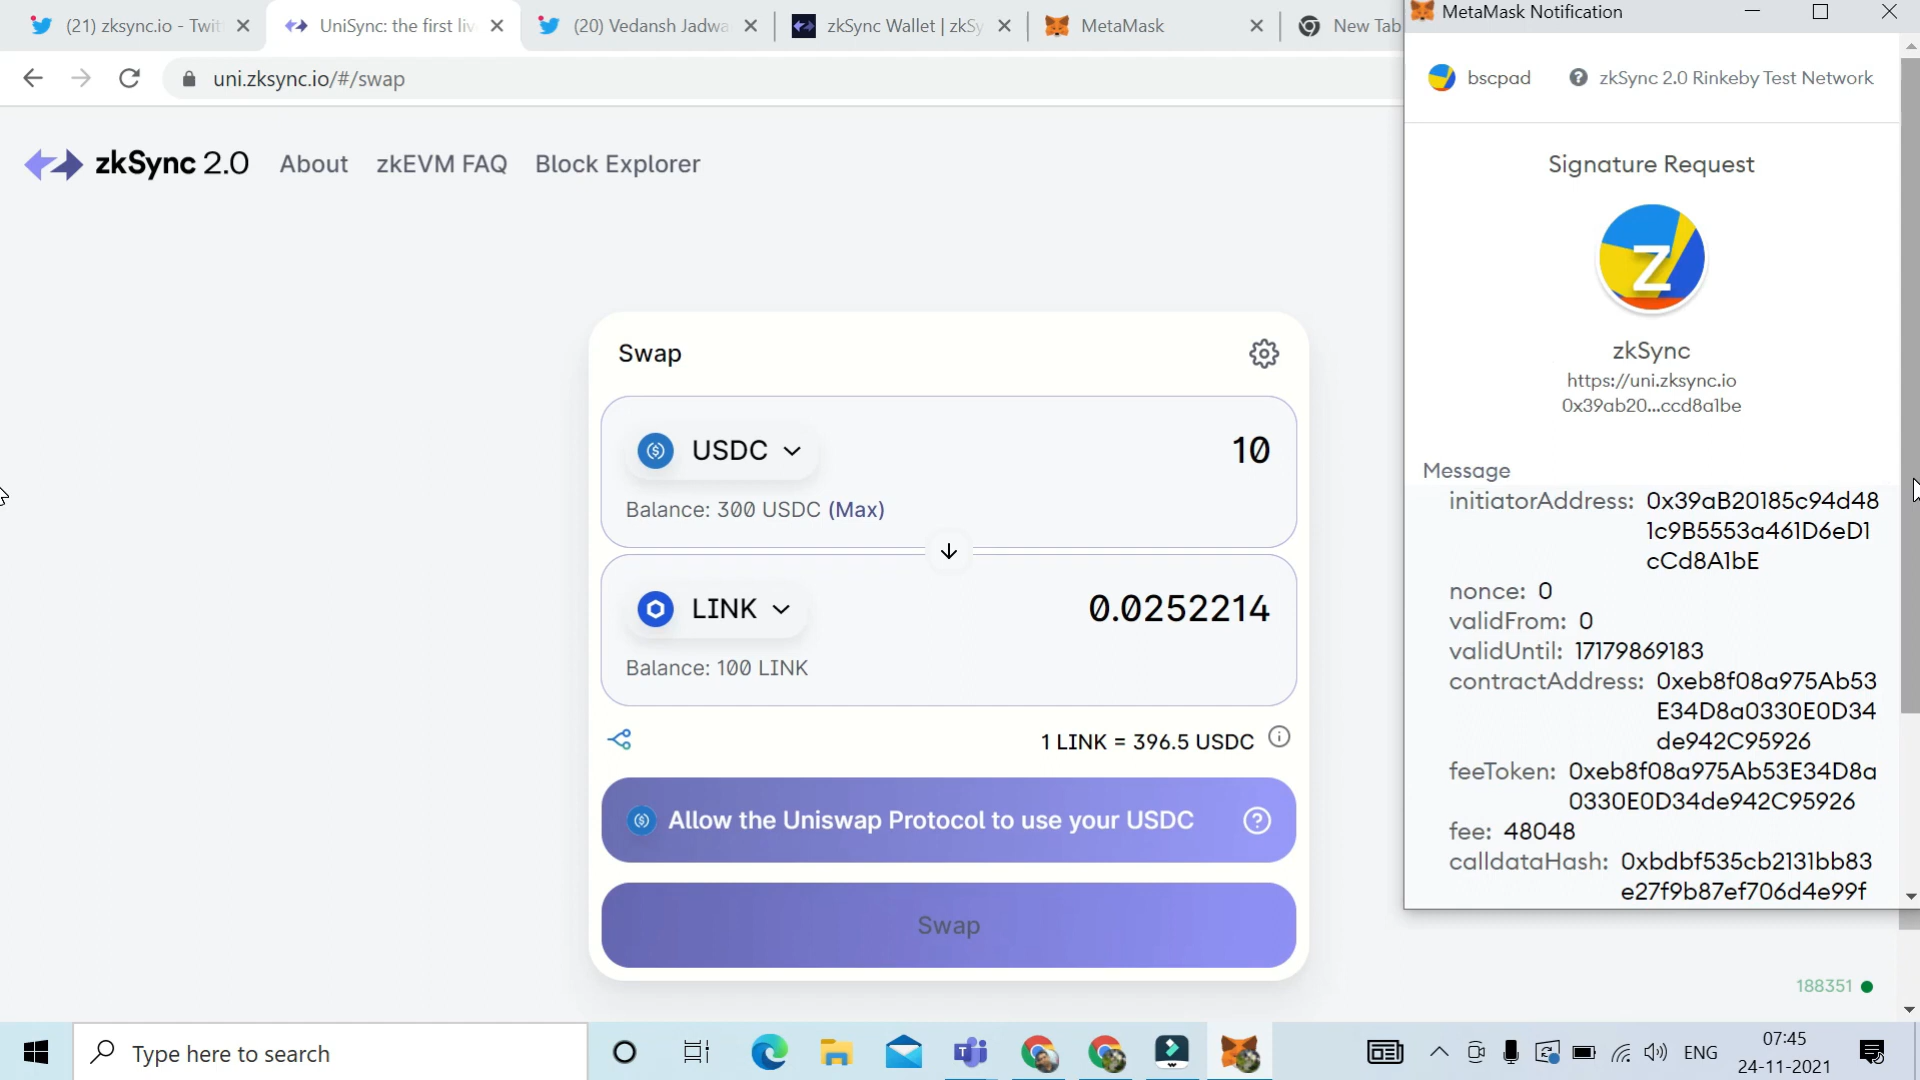 (21) zksync.io - Twit
UniSync: the first liv
(20) Vedansh Jadwa
zkSync Wallet | zkSy
MetaMask
New Tab
MetaMask Notification
uni.zksync.io/#/swap
bscpad
zkSync 2.0 Rinkeby Test Network
zkSync 2.0
About
zkEVM FAQ
Block Explorer
Signature Request
Z
zkSync
https://uni.zksync.io
0x39ab20...ccd8a1be
Message
initiatorAddress: 0x39aB20185c94d48
1c9B5553a461D6eD1
cCd8A1bE
nonce: 0
validFrom: 0
validUntil: 17179869183
contractAddress: 0xeb8f08a975Ab53
E34D8a0330E0D34
de942C95926
feeToken: 0xeb8f08a975Ab53E34D8a
0330E0D34de942C95926
fee: 48048
calldataHash: 0xbdbf535cb2131bb83
e27f9b87ef706d4e99f
Swap
USDC
10
Balance: 300 USDC (Max)
LINK
0.0252214
Balance: 100 LINK
1 LINK = 396.5 USDC
Allow the Uniswap Protocol to use your USDC
Swap
188351
Type here to search
ENG
07:45
24-11-2021